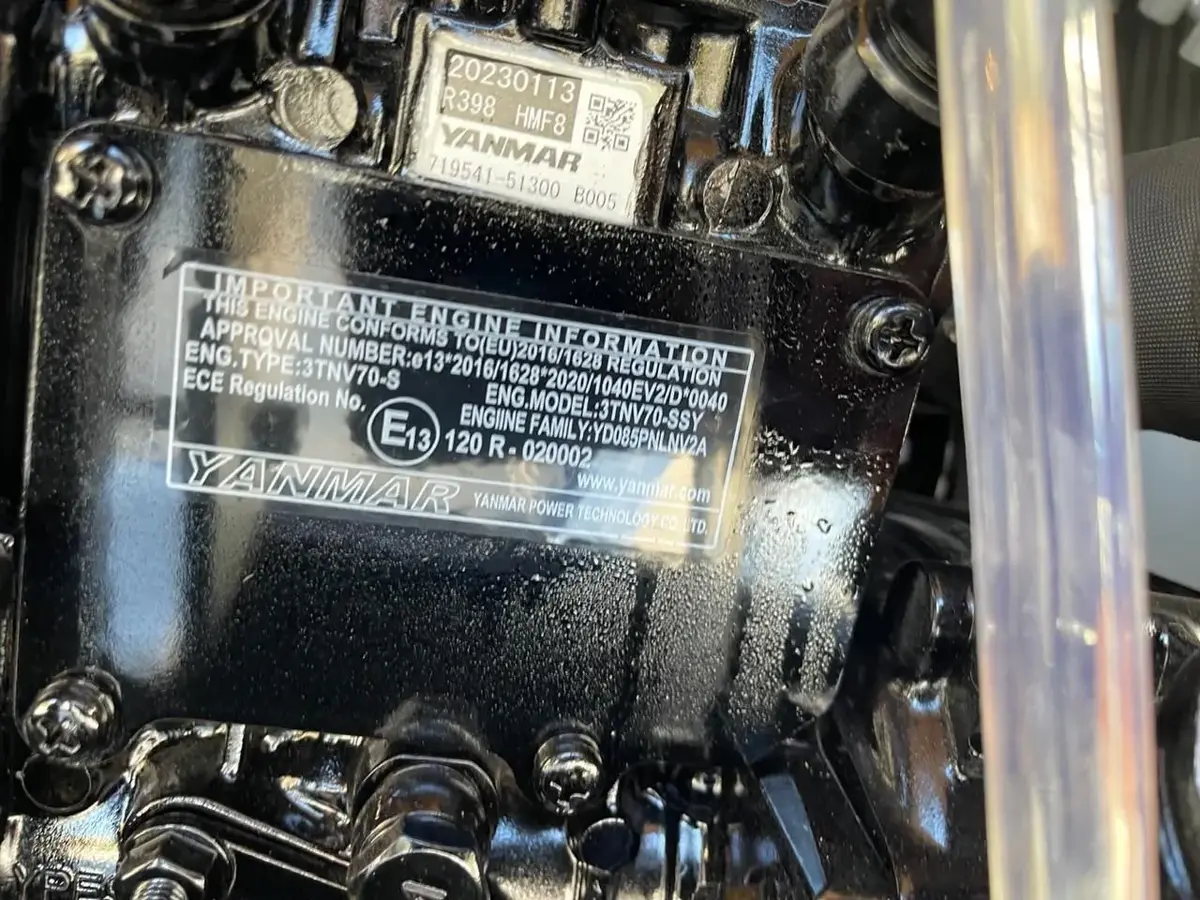 20230113
R398 HMF8
YANMAR
719541-51300 B005
IMPORTANT ENGINE INFORMATION
THIS ENGINE CONFORMS TO(EU)2016/1628 REGULATION
APPROVAL NUMBER:e13*2016/1628*2020/1040EV2/D*0040
ENG.TYPE:3TNV70-S ENG.MODEL:3TNV70-SSY
ECE Regulation No. ENGIINE FAMILY:YD085PNLNV2A
E13 120 R - 020002
www.yanmar.com
YANMAR YANMAR POWER TECHNOLOGY CO.,LTD.